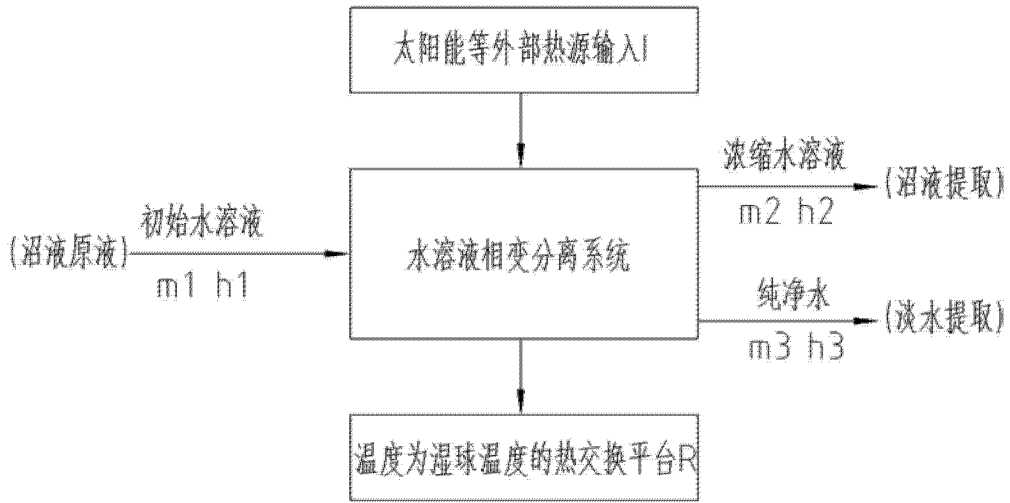 太阳能等外部热源输入I
浓缩水溶液
(沼液提取)
m2 h2
初始水溶液
(沼液原液)
m1 h1
水溶液相变分离系统
纯净水
(淡水提取)
m3 h3
温度为湿球温度的热交换平台R